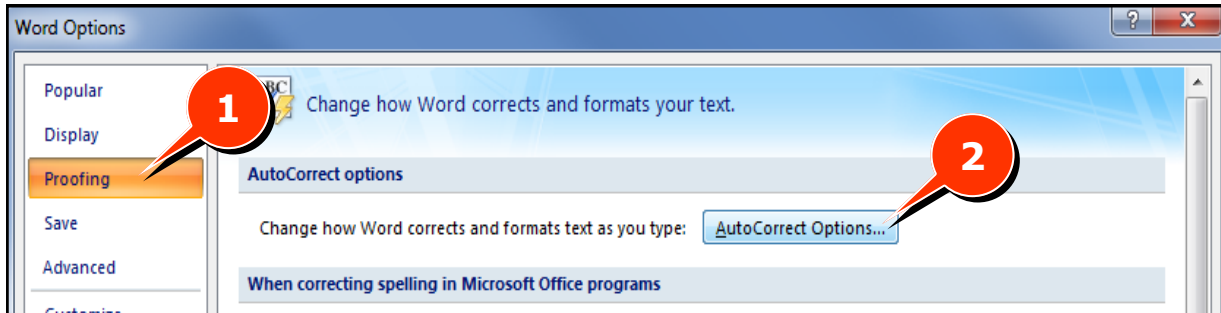 Word Options
?
X
Popular
Display
Proofing
Save
Advanced
Customize
1
BC
Change how Word corrects and formats your text.
AutoCorrect options
Change how Word corrects and formats text as you type:
AutoCorrect Options...
2
When correcting spelling in Microsoft Office programs